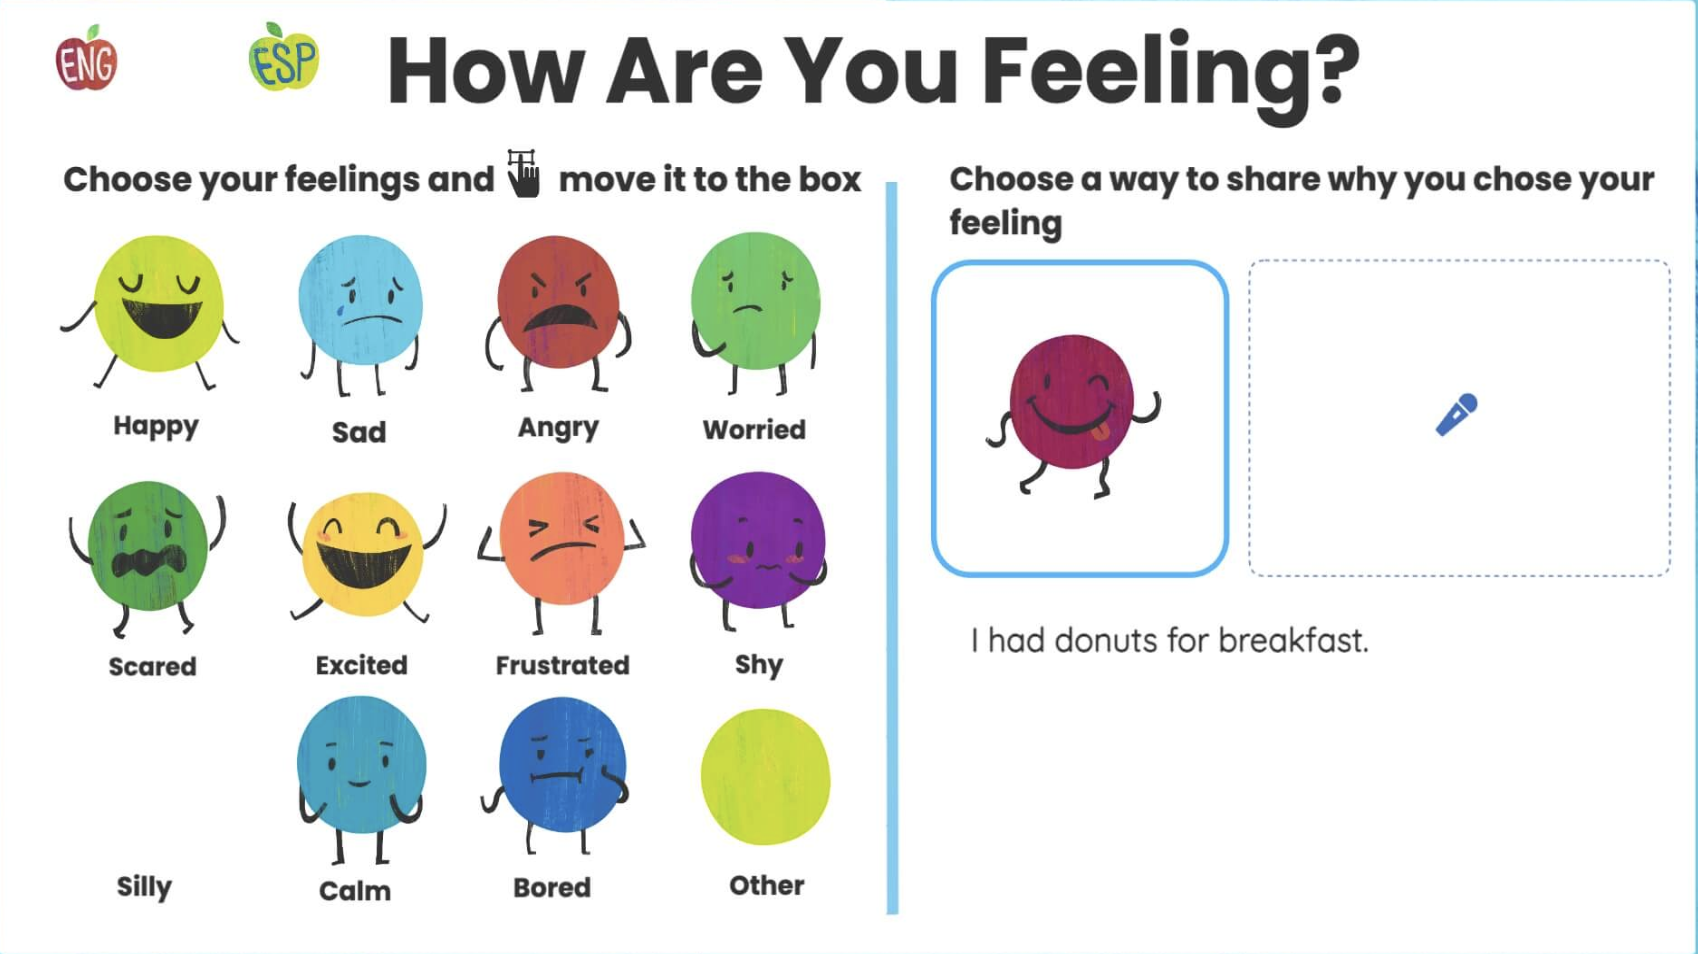 ENG
ESP
How Are You Feeling?
Choose your feelings and move it to the box
Happy
Sad
Angry
Worried
Scared
Excited
Frustrated
Shy
Silly
Calm
Bored
Other
Choose a way to share why you chose your
feeling
I had donuts for breakfast.